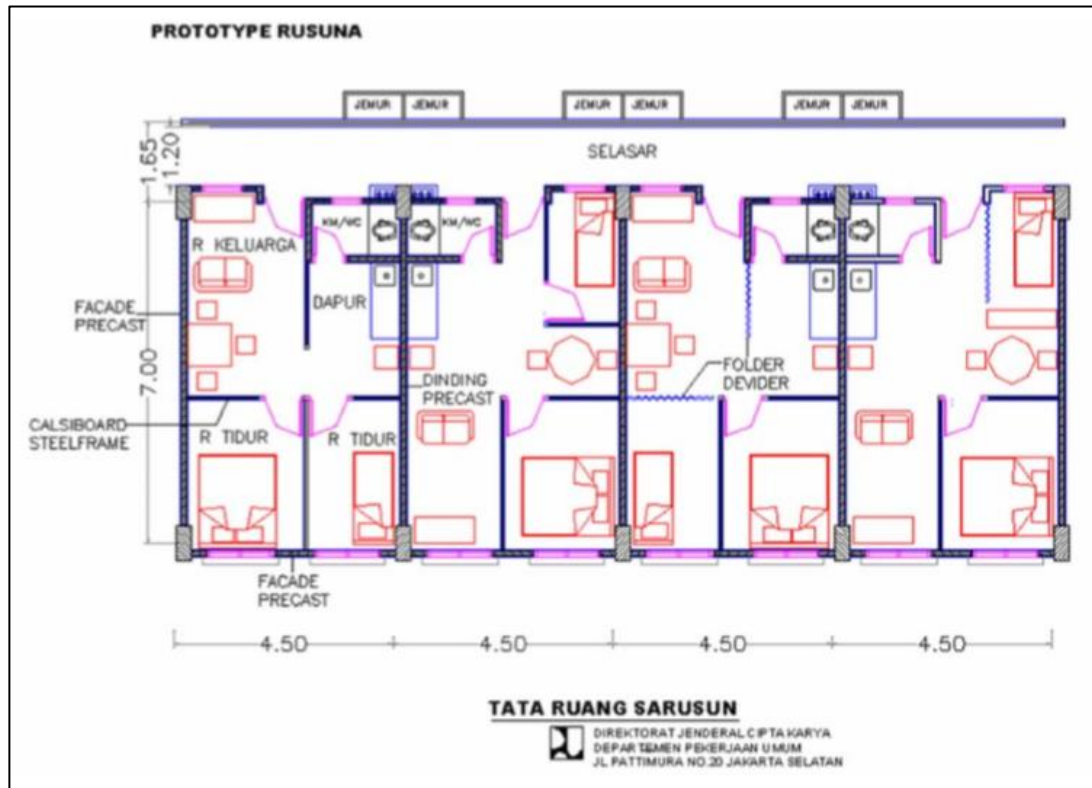 PROTOTYPE RUSUNA
JEMUR JEMUR JEMUR JEMUR JEMUR JEMUR
1.65
1.20
SELASAR
KM/WC KM/WC
R KELUARGA
DAPUR
FACADE
PRECAST
7.00
FOLDER
DEVIDER
DINDING
PRECAST
CALSIBOARD
STEELFRAME
R TIDUR R TIDUR
FACADE
PRECAST
4.50 4.50 4.50 4.50
TATA RUANG SARUSUN
DIREKTORAT JENDERAL CIPTA KARYA
DEPARTEMEN PEKERJAAN UMUM
JL PATTIMURA NO.20 JAKARTA SELATAN